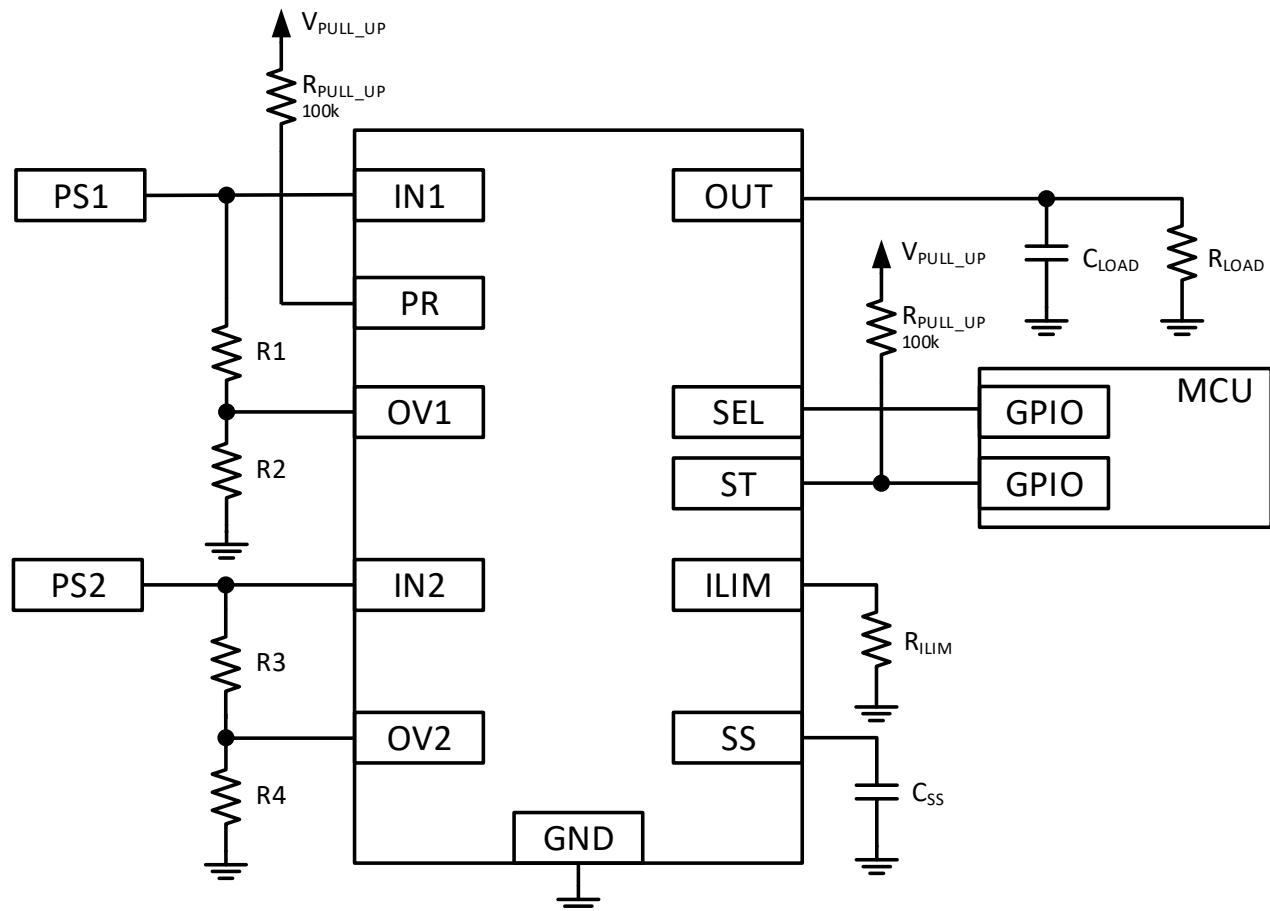 VPULL_UP
RPULL_UP
100k
PS1
IN1
OUT
PR
VPULL_UP
CLOAD
RLOAD
RPULL_UP
100k
R1
OV1
SEL
GPIO
MCU
R2
ST
GPIO
PS2
IN2
ILIM
R3
RILIM
OV2
SS
R4
CSS
GND